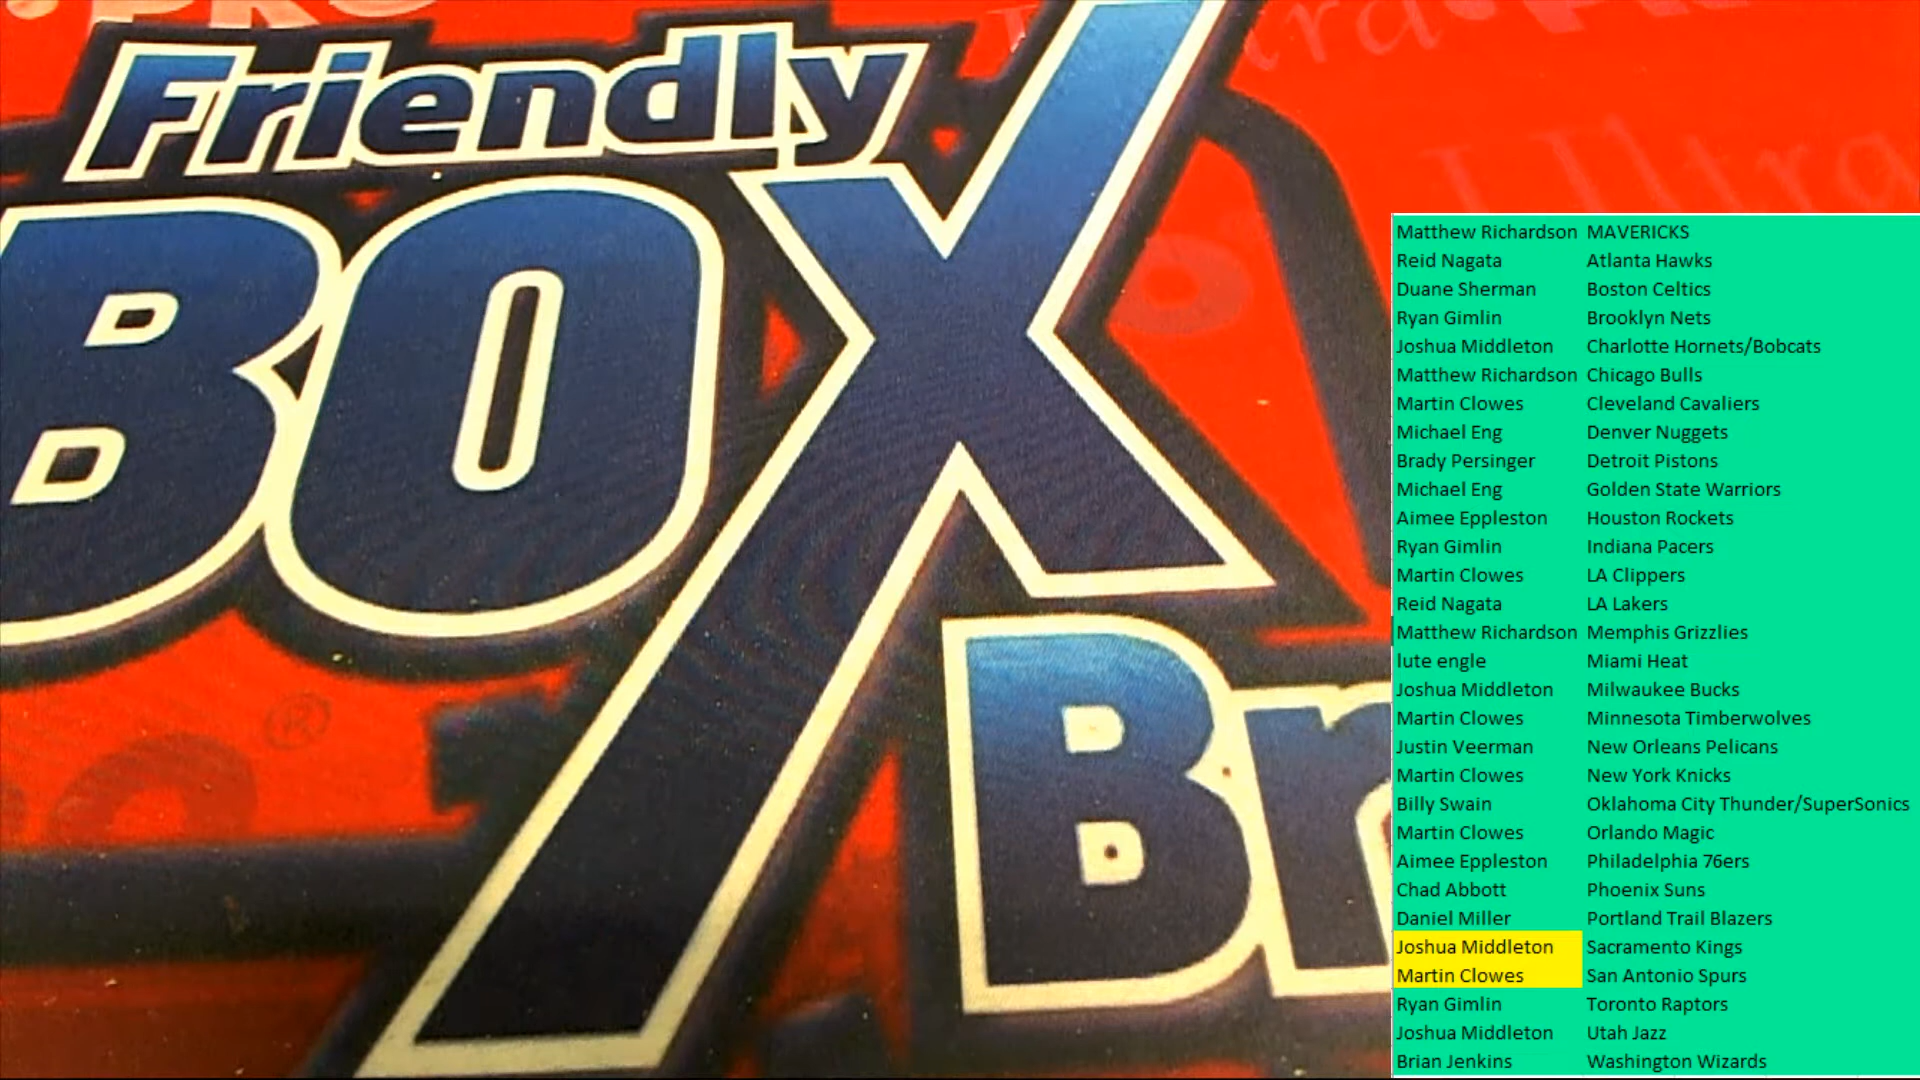 Friendly
BOX
Br
Ultra
®
Matthew Richardson MAVERICKS
Reid Nagata Atlanta Hawks
Duane Sherman Boston Celtics
Ryan Gimlin Brooklyn Nets
Joshua Middleton Charlotte Hornets/Bobcats
Matthew Richardson Chicago Bulls
Martin Clowes Cleveland Cavaliers
Michael Eng Denver Nuggets
Brady Persinger Detroit Pistons
Michael Eng Golden State Warriors
Aimee Eppleston Houston Rockets
Ryan Gimlin Indiana Pacers
Martin Clowes LA Clippers
Reid Nagata LA Lakers
Matthew Richardson Memphis Grizzlies
lute engle Miami Heat
Joshua Middleton Milwaukee Bucks
Martin Clowes Minnesota Timberwolves
Justin Veerman New Orleans Pelicans
Martin Clowes New York Knicks
Billy Swain Oklahoma City Thunder/SuperSonics
Martin Clowes Orlando Magic
Aimee Eppleston Philadelphia 76ers
Chad Abbott Phoenix Suns
Daniel Miller Portland Trail Blazers
Joshua Middleton Sacramento Kings
Martin Clowes San Antonio Spurs
Ryan Gimlin Toronto Raptors
Joshua Middleton Utah Jazz
Brian Jenkins Washington Wizards